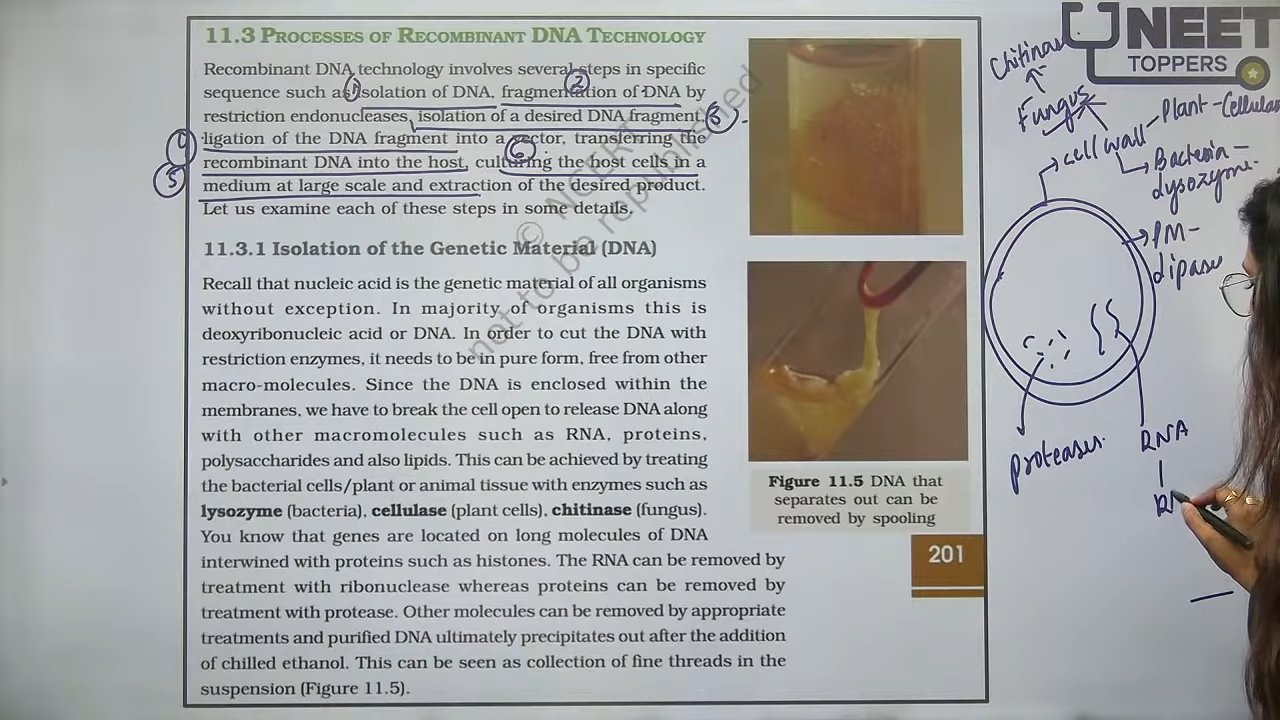 11.3 PROCESSES OF RECOMBINANT DNA TECHNOLOGY
Recombinant DNA technology involves several steps in specific
sequence such as isolation of DNA, fragmentation of DNA by
restriction endonucleases, isolation of a desired DNA fragment,
ligation of the DNA fragment into a vector, transferring the
recombinant DNA into the host, culturing the host cells in a
medium at large scale and extraction of the desired product.
Let us examine each of these steps in some details.
1
2
4
5
6
11.3.1 Isolation of the Genetic Material (DNA)
Recall that nucleic acid is the genetic material of all organisms
without exception. In majority of organisms this is
deoxyribonucleic acid or DNA. In order to cut the DNA with
restriction enzymes, it needs to be in pure form, free from other
macro-molecules. Since the DNA is enclosed within the
membranes, we have to break the cell open to release DNA along
with other macromolecules such as RNA, proteins,
polysaccharides and also lipids. This can be achieved by treating
the bacterial cells/plant or animal tissue with enzymes such as
lysozyme (bacteria), cellulase (plant cells), chitinase (fungus).
You know that genes are located on long molecules of DNA
intertwined with proteins such as histones. The RNA can be removed by
treatment with ribonuclease whereas proteins can be removed by
treatment with protease. Other molecules can be removed by appropriate
treatments and purified DNA ultimately precipitates out after the addition
of chilled ethanol. This can be seen as collection of fine threads in the
suspension (Figure 11.5).
© NCERT
not to be republished
Figure 11.5 DNA that
separates out can be
removed by spooling
201
NEET
TOPPERS
Fungus
cell wall
Plant -
Bacteria -
Lysozyme.
PM -
proteases.
RNA